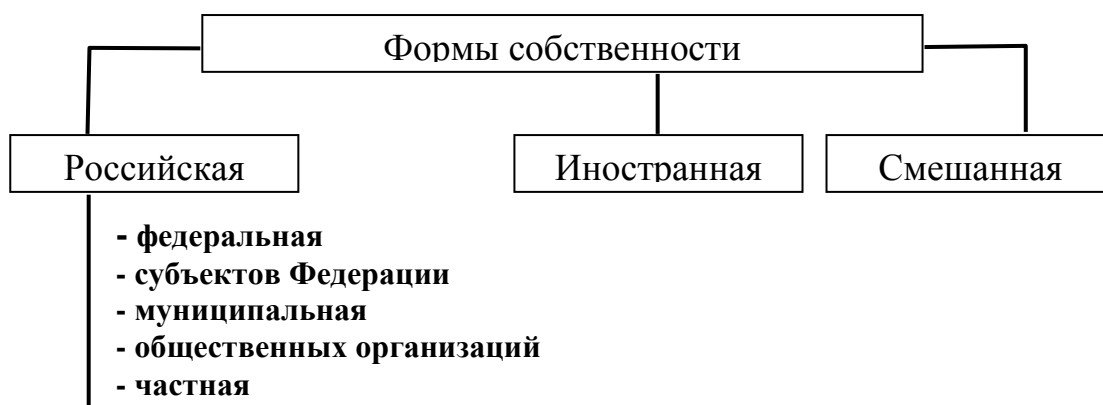 Формы собственности
Российская
Иностранная
Смешанная
- федеральная
- субъектов Федерации
- муниципальная
- общественных организаций
- частная